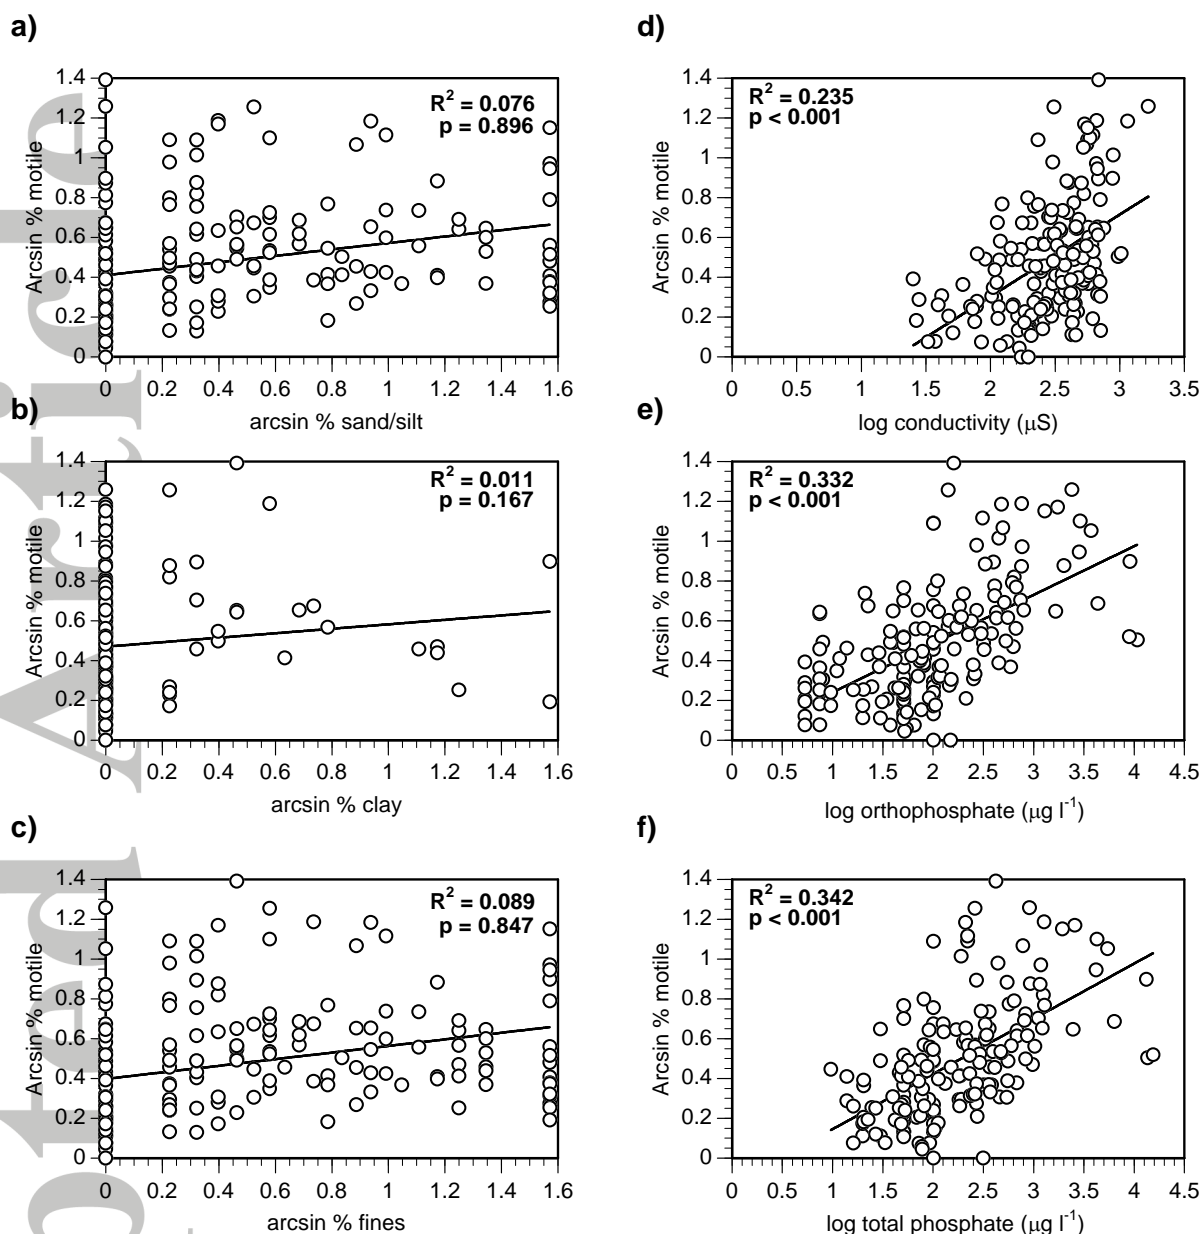 a)
1.4
1.2
1
0.8
0.6
0.4
0.2
0
Arcsin % motile
R² = 0.076
p = 0.896
0 0.2 0.4 0.6 0.8 1 1.2 1.4 1.6
arcsin % sand/silt
b)
1.4
1.2
1
0.8
0.6
0.4
0.2
0
Arcsin % motile
R² = 0.011
p = 0.167
0 0.2 0.4 0.6 0.8 1 1.2 1.4 1.6
arcsin % clay
c)
1.4
1.2
1
0.8
0.6
0.4
0.2
0
Arcsin % motile
R² = 0.089
p = 0.847
0 0.2 0.4 0.6 0.8 1 1.2 1.4 1.6
arcsin % fines
d)
1.4
1.2
1
0.8
0.6
0.4
0.2
0
Arcsin % motile
R² = 0.235
p < 0.001
0 0.5 1 1.5 2 2.5 3 3.5
log conductivity (µS)
e)
1.4
1.2
1
0.8
0.6
0.4
0.2
0
Arcsin % motile
R² = 0.332
p < 0.001
0 0.5 1 1.5 2 2.5 3 3.5 4 4.5
log orthophosphate (µg l⁻¹)
f)
1.4
1.2
1
0.8
0.6
0.4
0.2
0
Arcsin % motile
R² = 0.342
p < 0.001
0 0.5 1 1.5 2 2.5 3 3.5 4 4.5
log total phosphate (µg l⁻¹)
Article